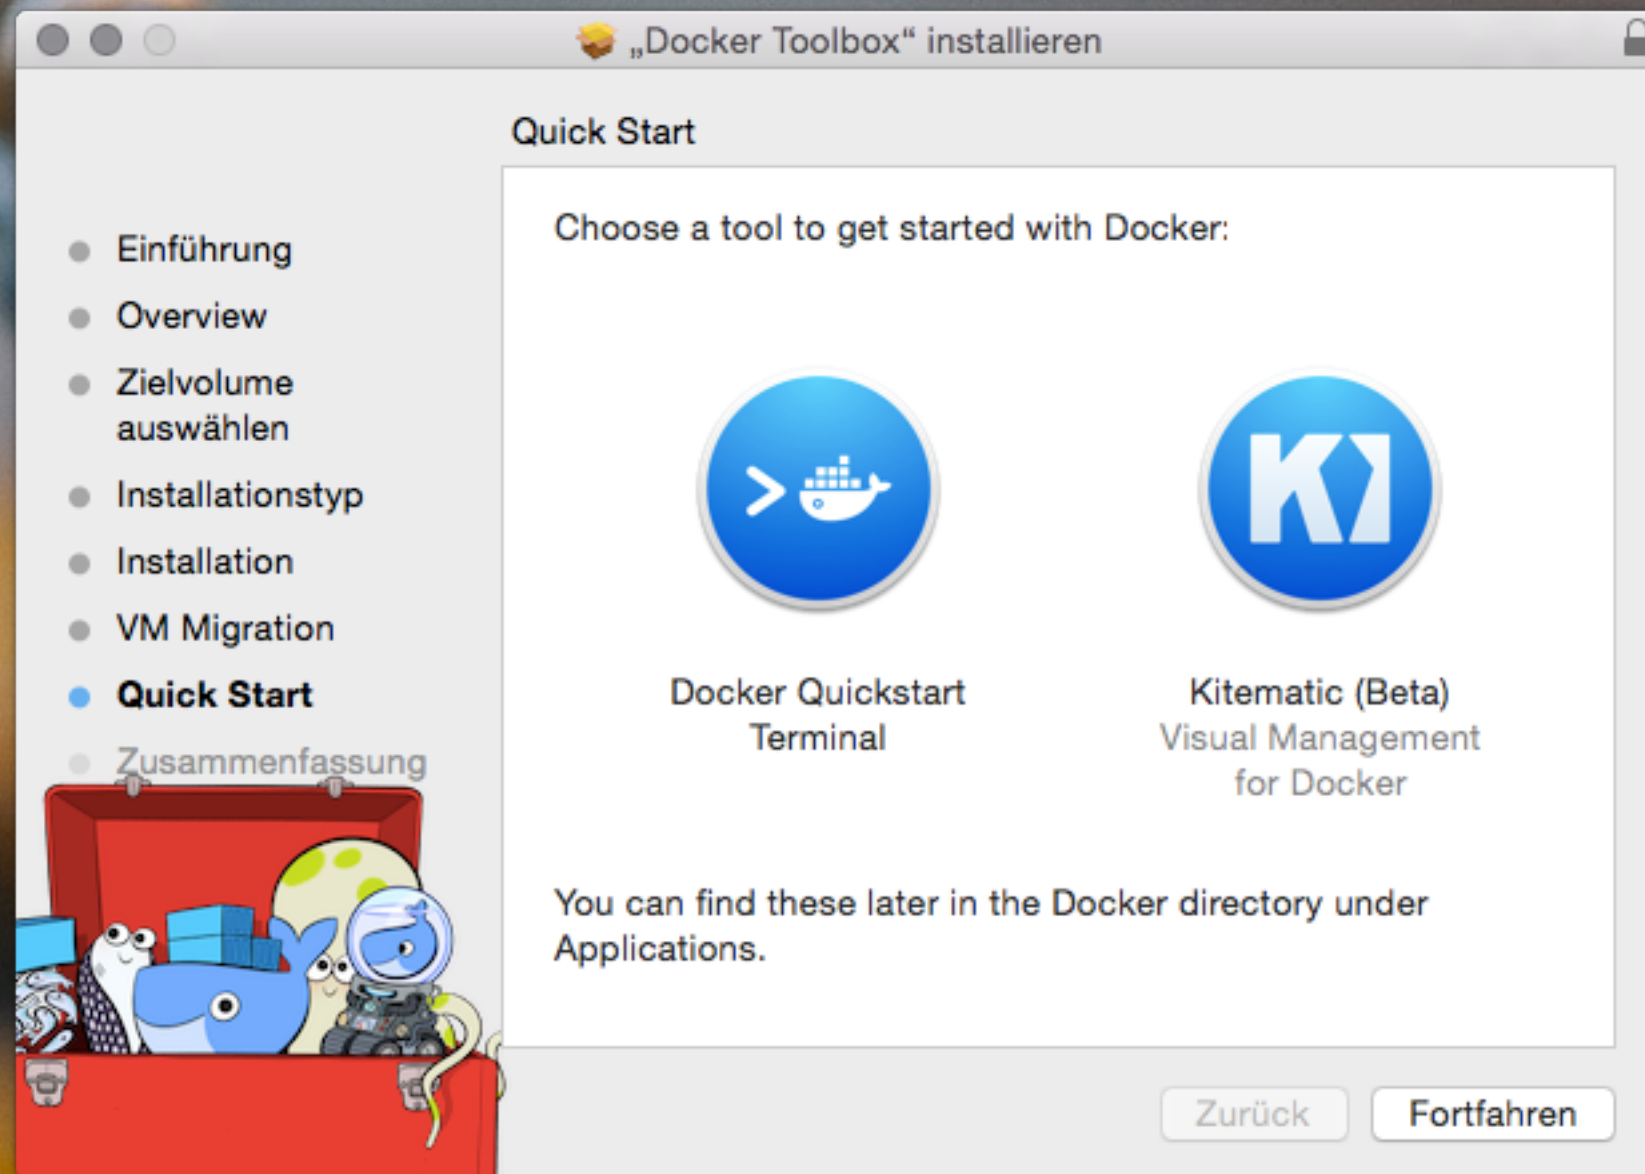 „Docker Toolbox“ installieren
Quick Start
Einführung
Overview
Zielvolume
auswählen
Installationstyp
Installation
VM Migration
Quick Start
Zusammenfassung
Choose a tool to get started with Docker:
Docker Quickstart
Terminal
Kitematic (Beta)
Visual Management
for Docker
You can find these later in the Docker directory under
Applications.
Zurück
Fortfahren